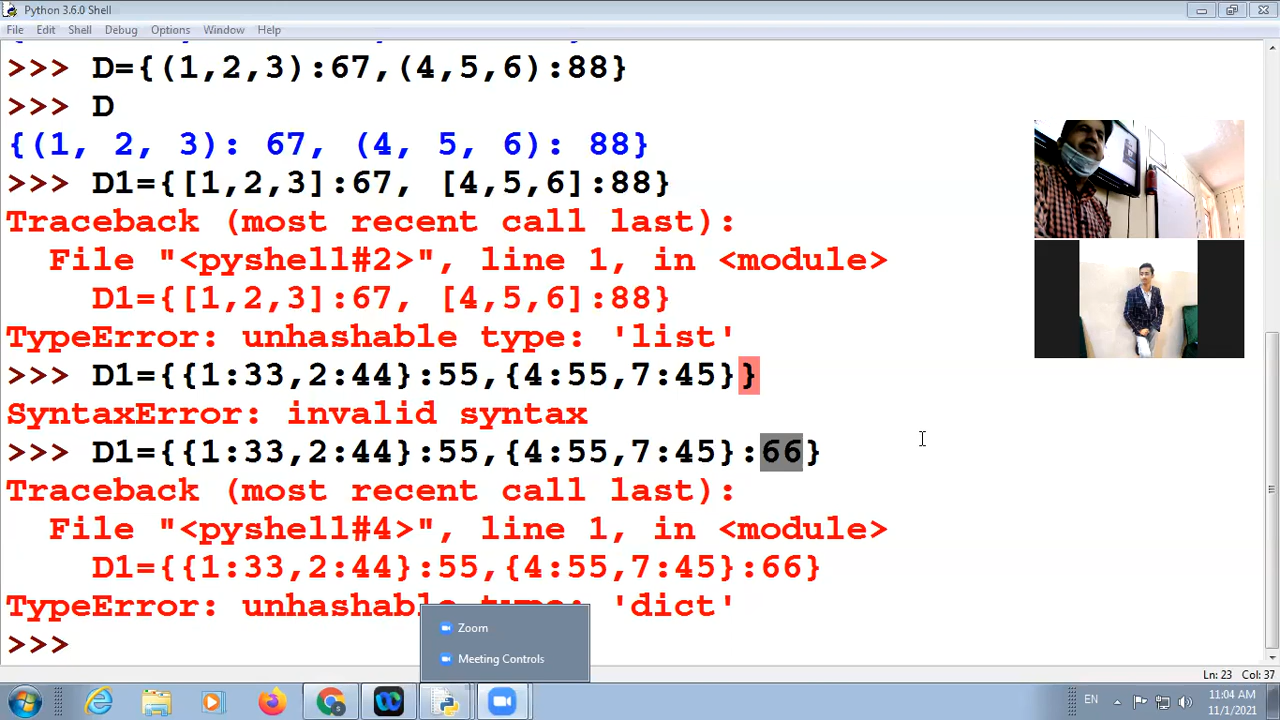 Python 3.6.0 Shell
File Edit Shell Debug Options Window Help
>>> D={(1,2,3):67,(4,5,6):88}
>>> D
{(1, 2, 3): 67, (4, 5, 6): 88}
>>> D1={[1,2,3]:67, [4,5,6]:88}
Traceback (most recent call last):
  File "<pyshell#2>", line 1, in <module>
    D1={[1,2,3]:67, [4,5,6]:88}
TypeError: unhashable type: 'list'
>>> D1={{1:33,2:44}:55,{4:55,7:45}}
SyntaxError: invalid syntax
>>> D1={{1:33,2:44}:55,{4:55,7:45}:66}
Traceback (most recent call last):
  File "<pyshell#4>", line 1, in <module>
    D1={{1:33,2:44}:55,{4:55,7:45}:66}
TypeError: unhashable type: 'dict'
>>>
Zoom
Meeting Controls
Ln: 23 Col: 37
EN
11:04 AM
11/1/2021